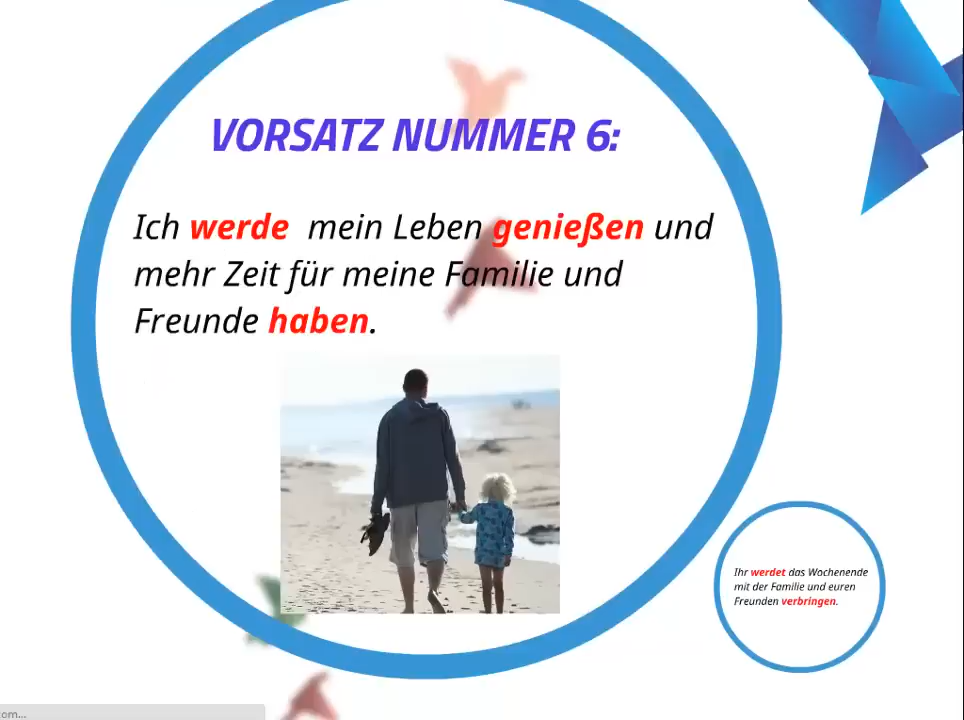 VORSATZ NUMMER 6:
Ich werde mein Leben genießen und
mehr Zeit für meine Familie und
Freunde haben.
Ihr werdet das Wochenende
mit der Familie und euren
Freunden verbringen.
om...